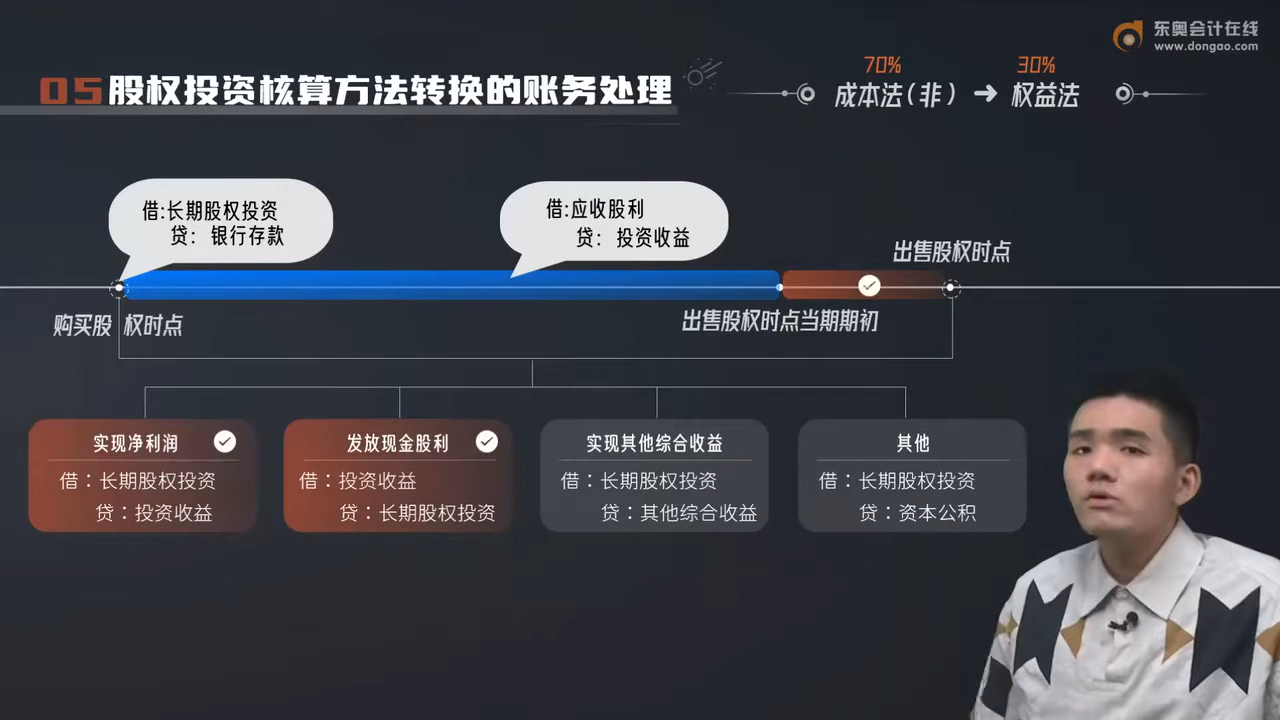 东奥会计在线
www.dongao.com
05 股权投资核算方法转换的账务处理
70% 30%
成本法(非) → 权益法
借:长期股权投资
贷: 银行存款
借:应收股利
贷: 投资收益
出售股权时点
购买股 权时点
出售股权时点当期期初
实现净利润
借:长期股权投资
贷:投资收益
发放现金股利
借:投资收益
贷:长期股权投资
实现其他综合收益
借:长期股权投资
贷:其他综合收益
其他
借:长期股权投资
贷:资本公积